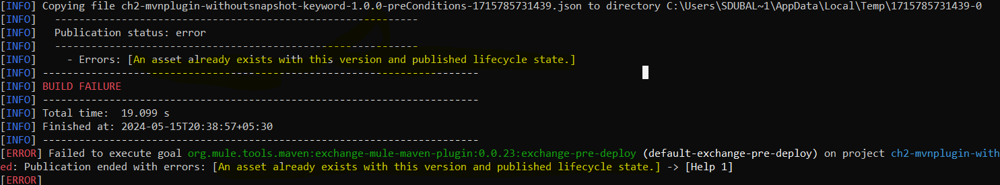 [INFO] Copying file ch2-mvnplugin-withoutsnapshot-keyword-1.0.0-preConditions-1715785731439.json to directory C:\Users\SDUBAL~1\AppData\Local\Temp\1715785731439-0
[INFO] ------------------------------------------------------------
[INFO] Publication status: error
[INFO] ------------------------------------------------------------
[INFO] - Errors: [An asset already exists with this version and published lifecycle state.]
[INFO] ------------------------------------------------------------------------
[INFO] BUILD FAILURE
[INFO] ------------------------------------------------------------------------
[INFO] Total time: 19.099 s
[INFO] Finished at: 2024-05-15T20:38:57+05:30
[INFO] ------------------------------------------------------------------------
[ERROR] Failed to execute goal org.mule.tools.maven:exchange-mule-maven-plugin:0.0.23:exchange-pre-deploy (default-exchange-pre-deploy) on project ch2-mvnplugin-with
ed: Publication ended with errors: [An asset already exists with this version and published lifecycle state.] -> [Help 1]
[ERROR]